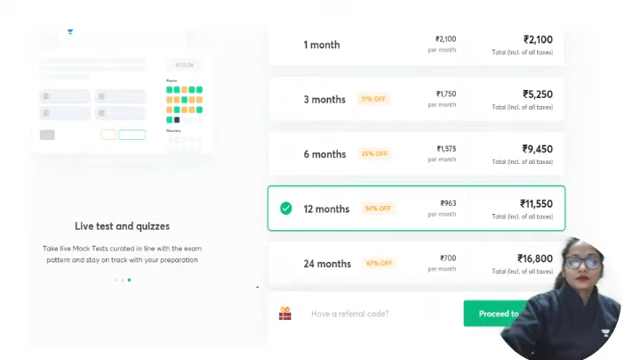 1 month
₹2,100
per month
₹2,100
Total (Incl. of all taxes)
3 months
17% OFF
₹1,750
per month
₹5,250
Total (Incl. of all taxes)
6 months
25% OFF
₹1,575
per month
₹9,450
Total (Incl. of all taxes)
12 months
54% OFF
₹963
per month
₹11,550
Total (Incl. of all taxes)
24 months
67% OFF
₹700
per month
₹16,800
Total (Incl. of all taxes)
Have a referral code?
Proceed to
Live test and quizzes
Take live Mock Tests curated in line with the exam
pattern and stay on track with your preparation